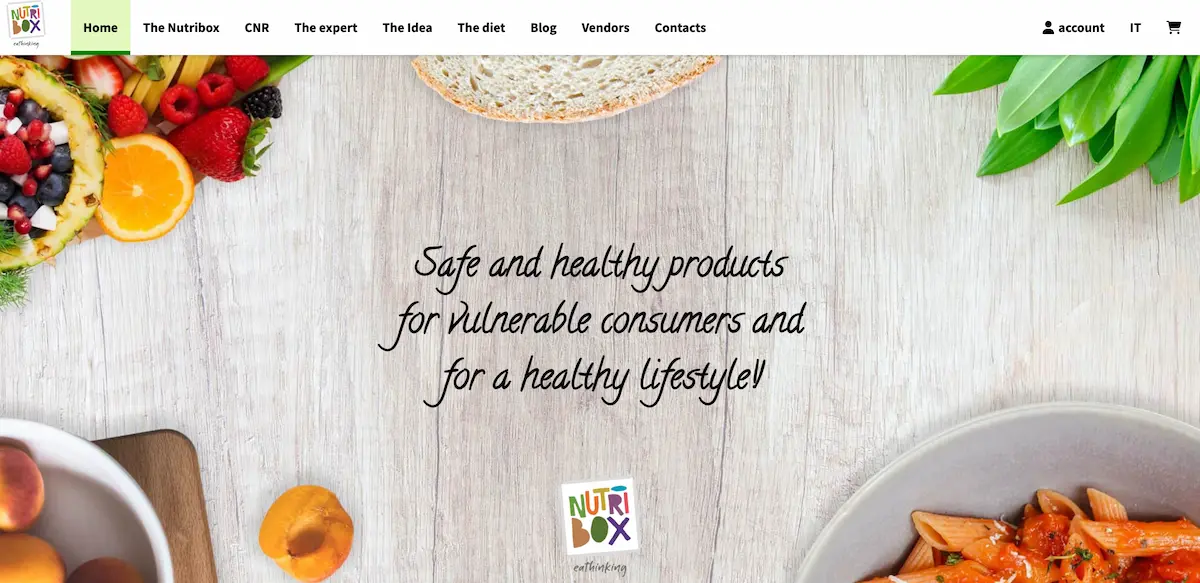 NUTRI
BOX
eathinking
Home
The Nutribox
CNR
The expert
The Idea
The diet
Blog
Vendors
Contacts
account
IT
Safe and healthy products
for vulnerable consumers and
for a healthy lifestyle!!
NUTRI
BOX
eathinking